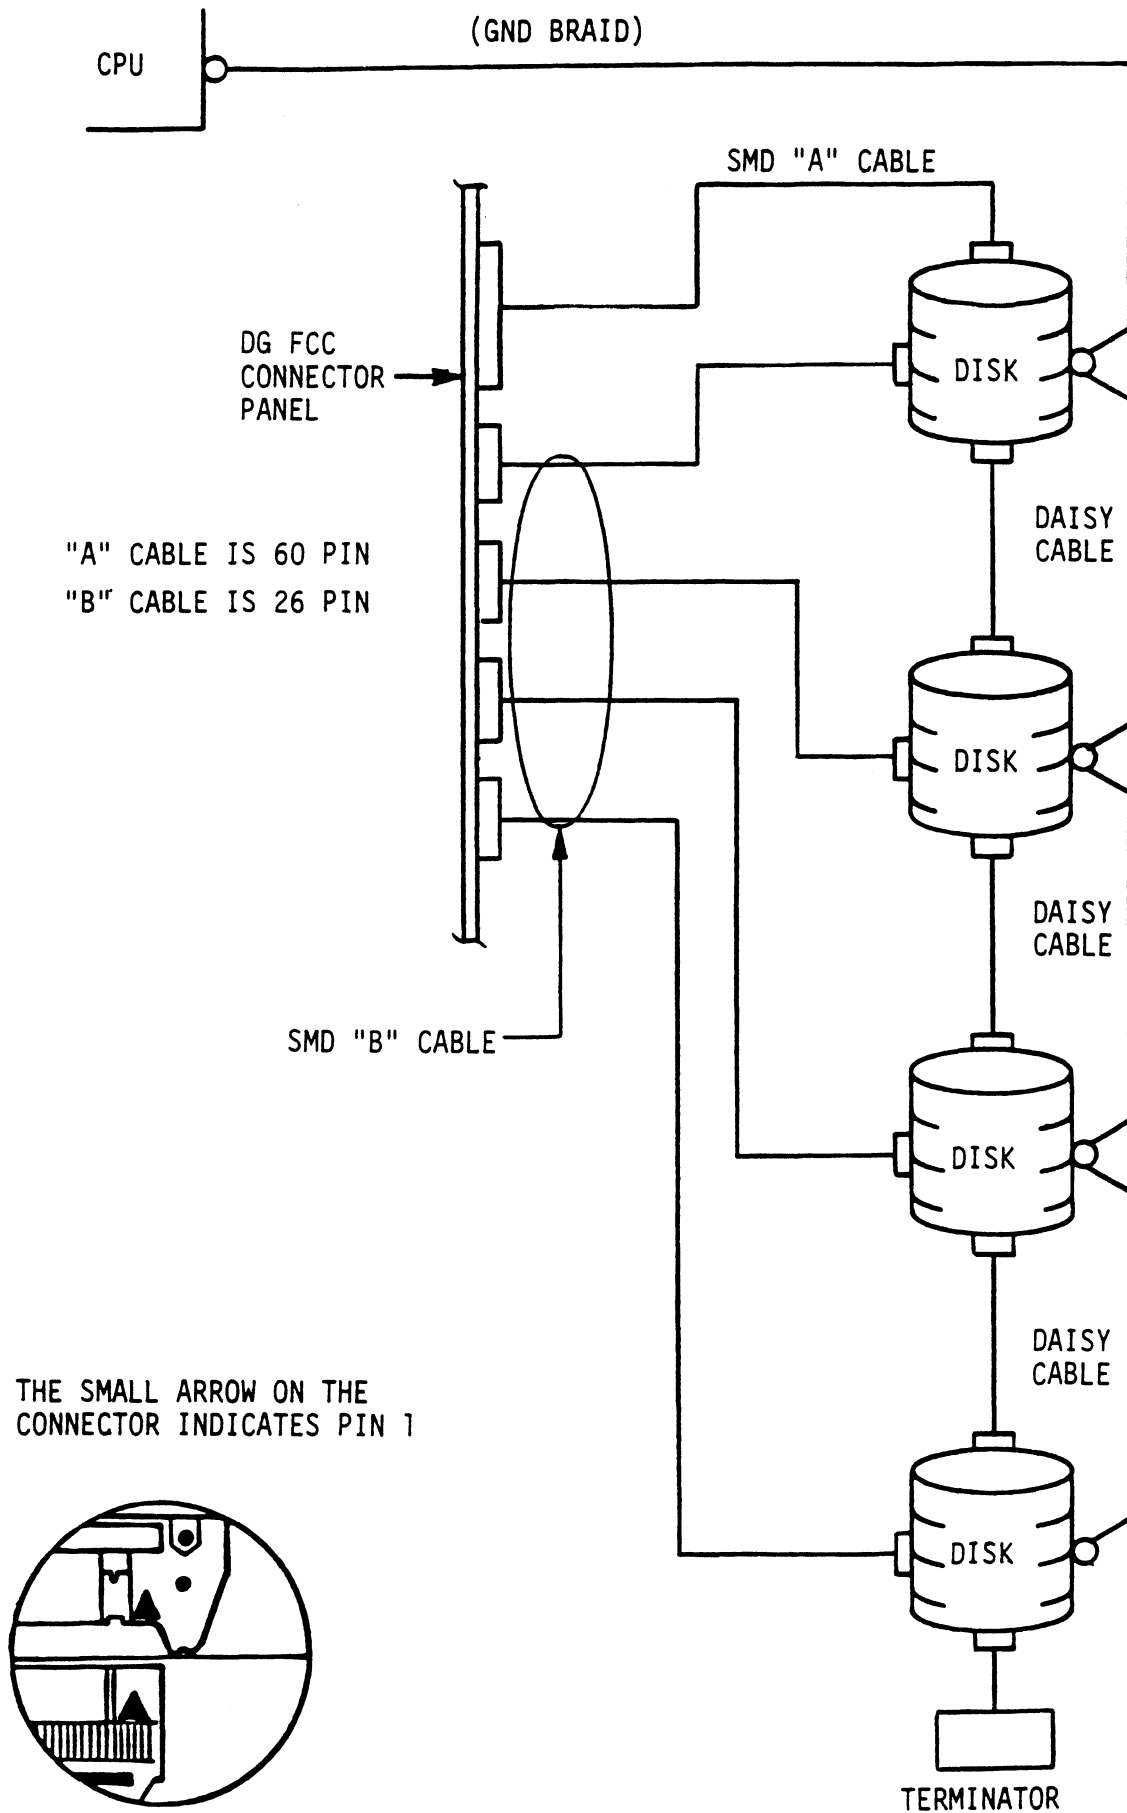 (GND BRAID)
CPU
SMD "A" CABLE
DG FCC
CONNECTOR
PANEL
DISK
DAISY
CABLE
"A" CABLE IS 60 PIN
"B" CABLE IS 26 PIN
DISK
DAISY
CABLE
SMD "B" CABLE
DISK
DAISY
CABLE
THE SMALL ARROW ON THE
CONNECTOR INDICATES PIN 1
DISK
TERMINATOR